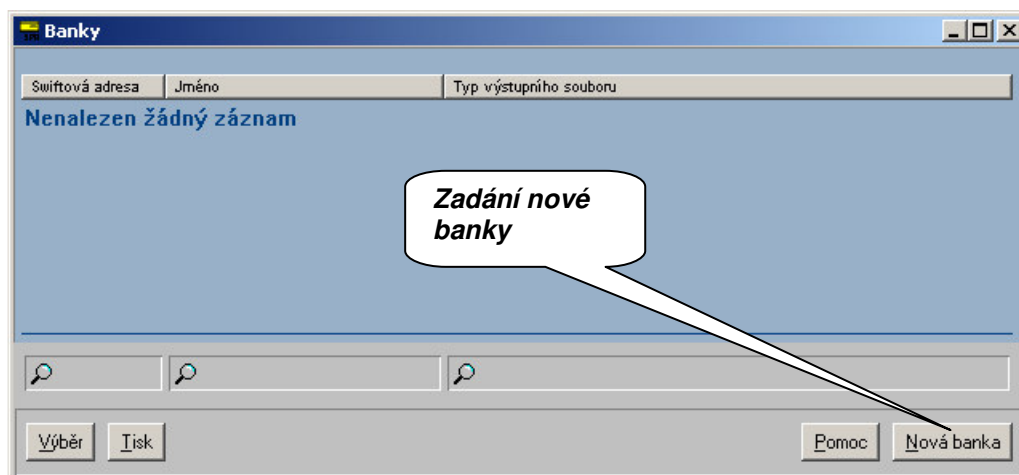 Banky
Swiftová adresa Jméno Typ výstupního souboru
Nenalezen žádný záznam
Zadání nové
banky
Výběr Tisk Pomoc Nová banka